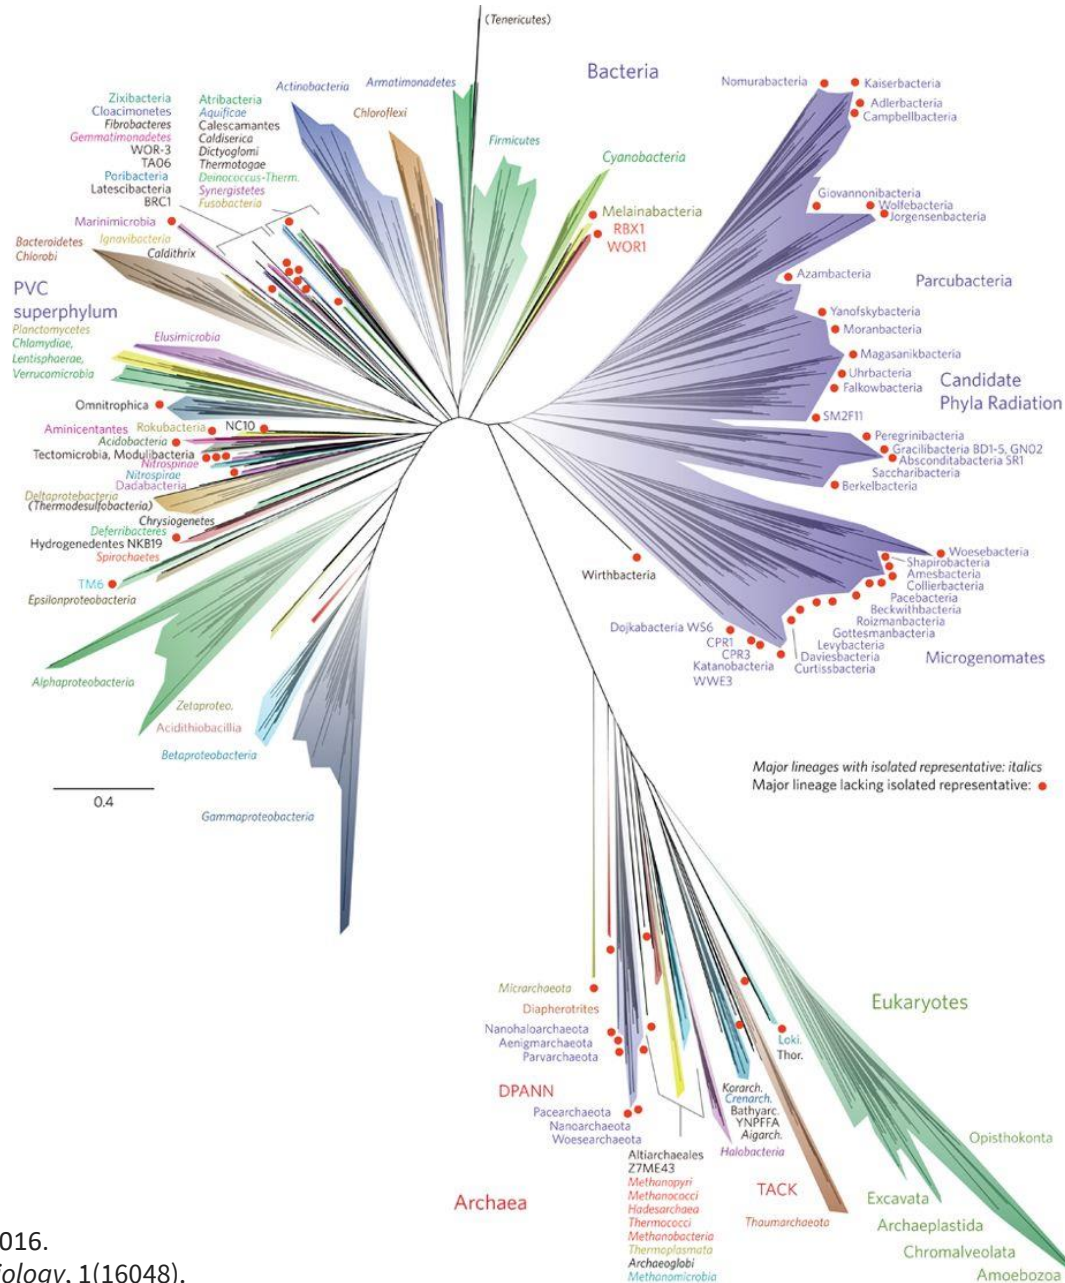 (Tenericutes)
Bacteria
Actinobacteria
Armatimonadetes
Chloroflexi
Firmicutes
Cyanobacteria
Melainabacteria
RBX1
WOR1
Zixibacteria
Cloacimonetes
Fibrobacteres
Gemmatimonadetes
WOR-3
TA06
Poribacteria
Latescibacteria
BRC1
Atribacteria
Aquificae
Calescamantes
Caldiserica
Dictyoglomi
Thermotogae
Deinococcus-Therm.
Synergistetes
Fusobacteria
Marinimicrobia
Ignavibacteria
Bacteroidetes
Chlorobi
Caldithrix
PVC
superphylum
Planctomycetes
Chlamydiae,
Lentisphaerae,
Verrucomicrobia
Elusimicrobia
Omnitrophica
Aminicentantes
Rokubacteria
NC10
Acidobacteria
Tectomicrobia, Modulibacteria
Nitrospinae
Nitrospirae
Dadabacteria
Deltaprotebacteria
(Thermodesulfobacteria)
Chrysiogenetes
Deferribacteres
Hydrogenedentes NKB19
Spirochaetes
TM6
Epsilonproteobacteria
Alphaproteobacteria
Zetaproteo.
Acidithiobacillia
Betaproteobacteria
Gammaproteobacteria
0.4
Nomurabacteria
Kaiserbacteria
Adlerbacteria
Campbellbacteria
Giovannonibacteria
Wolfebacteria
Jorgensenbacteria
Azambacteria
Parcubacteria
Yanofskybacteria
Moranbacteria
Magasanikbacteria
Uhrbacteria
Falkowbacteria
Candidate
Phyla Radiation
SM2F11
Peregrinibacteria
Gracilibacteria BD1-5, GN02
Absconditabacteria SR1
Saccharibacteria
Berkelbacteria
Woesebacteria
Shapirobacteria
Amesbacteria
Collierbacteria
Pacebacteria
Beckwithbacteria
Roizmanbacteria
Gottesmanbacteria
Levybacteria
Daviesbacteria
Curtissbacteria
Microgenomates
Wirthbacteria
Dojkabacteria WS6
CPR1
CPR3
Katanobacteria
WWE3
Major lineages with isolated representative: italics
Major lineage lacking isolated representative:
Micrarchaeota
Diapherotrites
Nanohaloarchaeota
Aenigmarchaeota
Parvarchaeota
DPANN
Pacearchaeota
Nanoarchaeota
Woesearchaeota
Altiarchaeales
Z7ME43
Methanopyri
Methanococci
Hadesarchaea
Thermococci
Methanobacteria
Thermoplasmata
Archaeoglobi
Methanomicrobia
Archaea
Halobacteria
Korarch.
Crenarch.
Bathyarc.
YNPFFA
Aigarch.
TACK
Thaumarchaeota
Loki.
Thor.
Eukaryotes
Opisthokonta
Excavata
Archaeplastida
Chromalveolata
Amoebozoa
016.
iology, 1(16048).